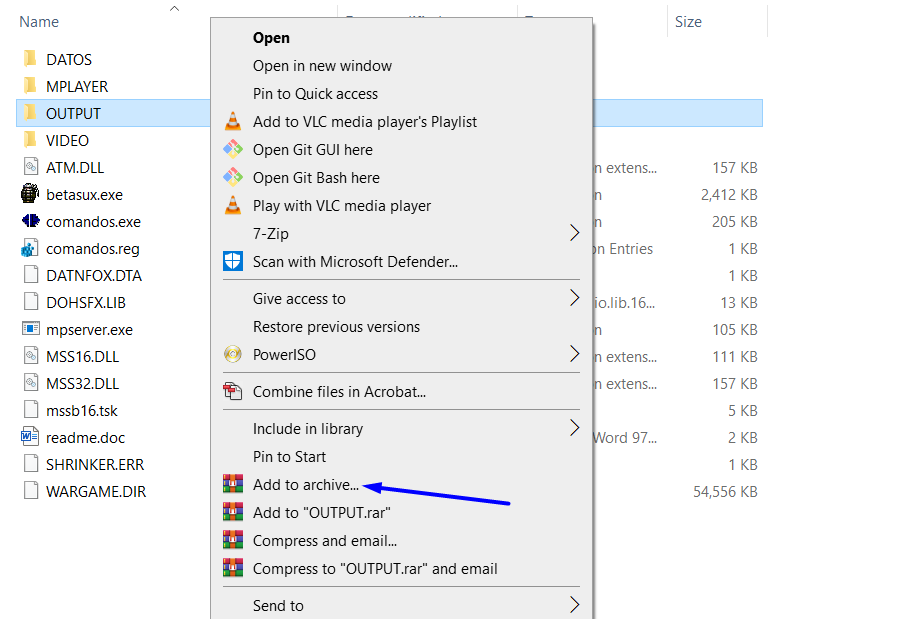 Name
Size
DATOS
MPLAYER
OUTPUT
VIDEO
ATM.DLL
n extens... 157 KB
betasux.exe
n 2,412 KB
comandos.exe
n 205 KB
comandos.reg
on Entries 1 KB
DATNFOX.DTA
1 KB
DOHSFX.LIB
io.lib.16... 13 KB
mpserver.exe
n 105 KB
MSS16.DLL
n extens... 111 KB
MSS32.DLL
n extens... 157 KB
mssb16.tsk
5 KB
readme.doc
Word 97... 2 KB
SHRINKER.ERR
1 KB
WARGAME.DIR
54,556 KB
Open
Open in new window
Pin to Quick access
Add to VLC media player's Playlist
Open Git GUI here
Open Git Bash here
Play with VLC media player
7-Zip
Scan with Microsoft Defender...
Give access to
Restore previous versions
PowerISO
Combine files in Acrobat...
Include in library
Pin to Start
Add to archive...
Add to "OUTPUT.rar"
Compress and email...
Compress to "OUTPUT.rar" and email
Send to